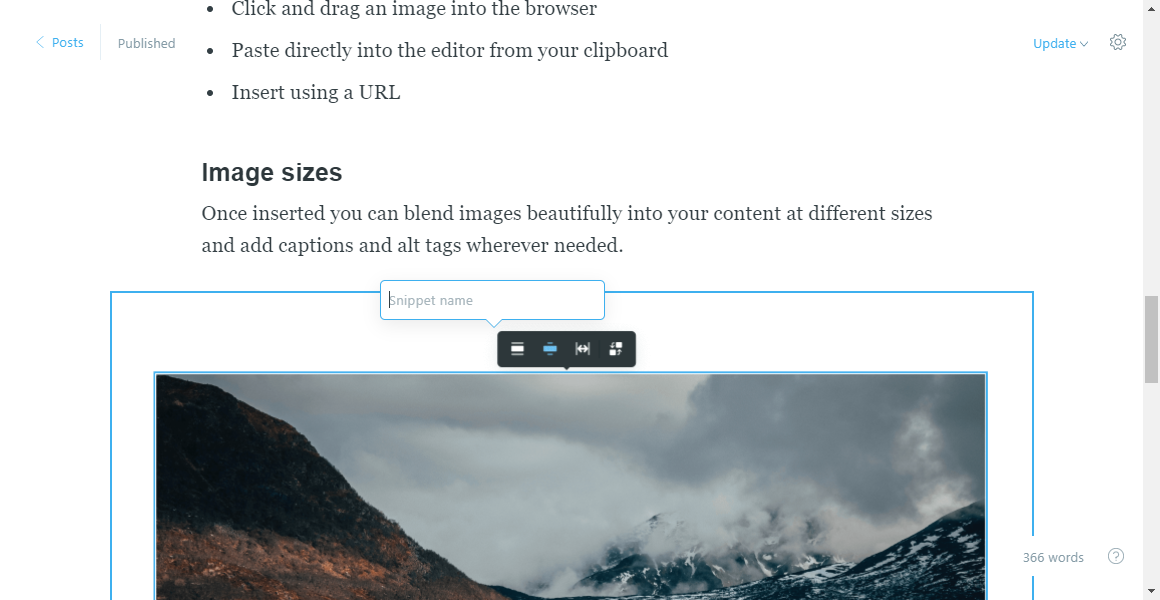 Click and drag an image into the browser
Posts
Published
Update
Paste directly into the editor from your clipboard
Insert using a URL
Image sizes
Once inserted you can blend images beautifully into your content at different sizes
and add captions and alt tags wherever needed.
Snippet name
366 words
?